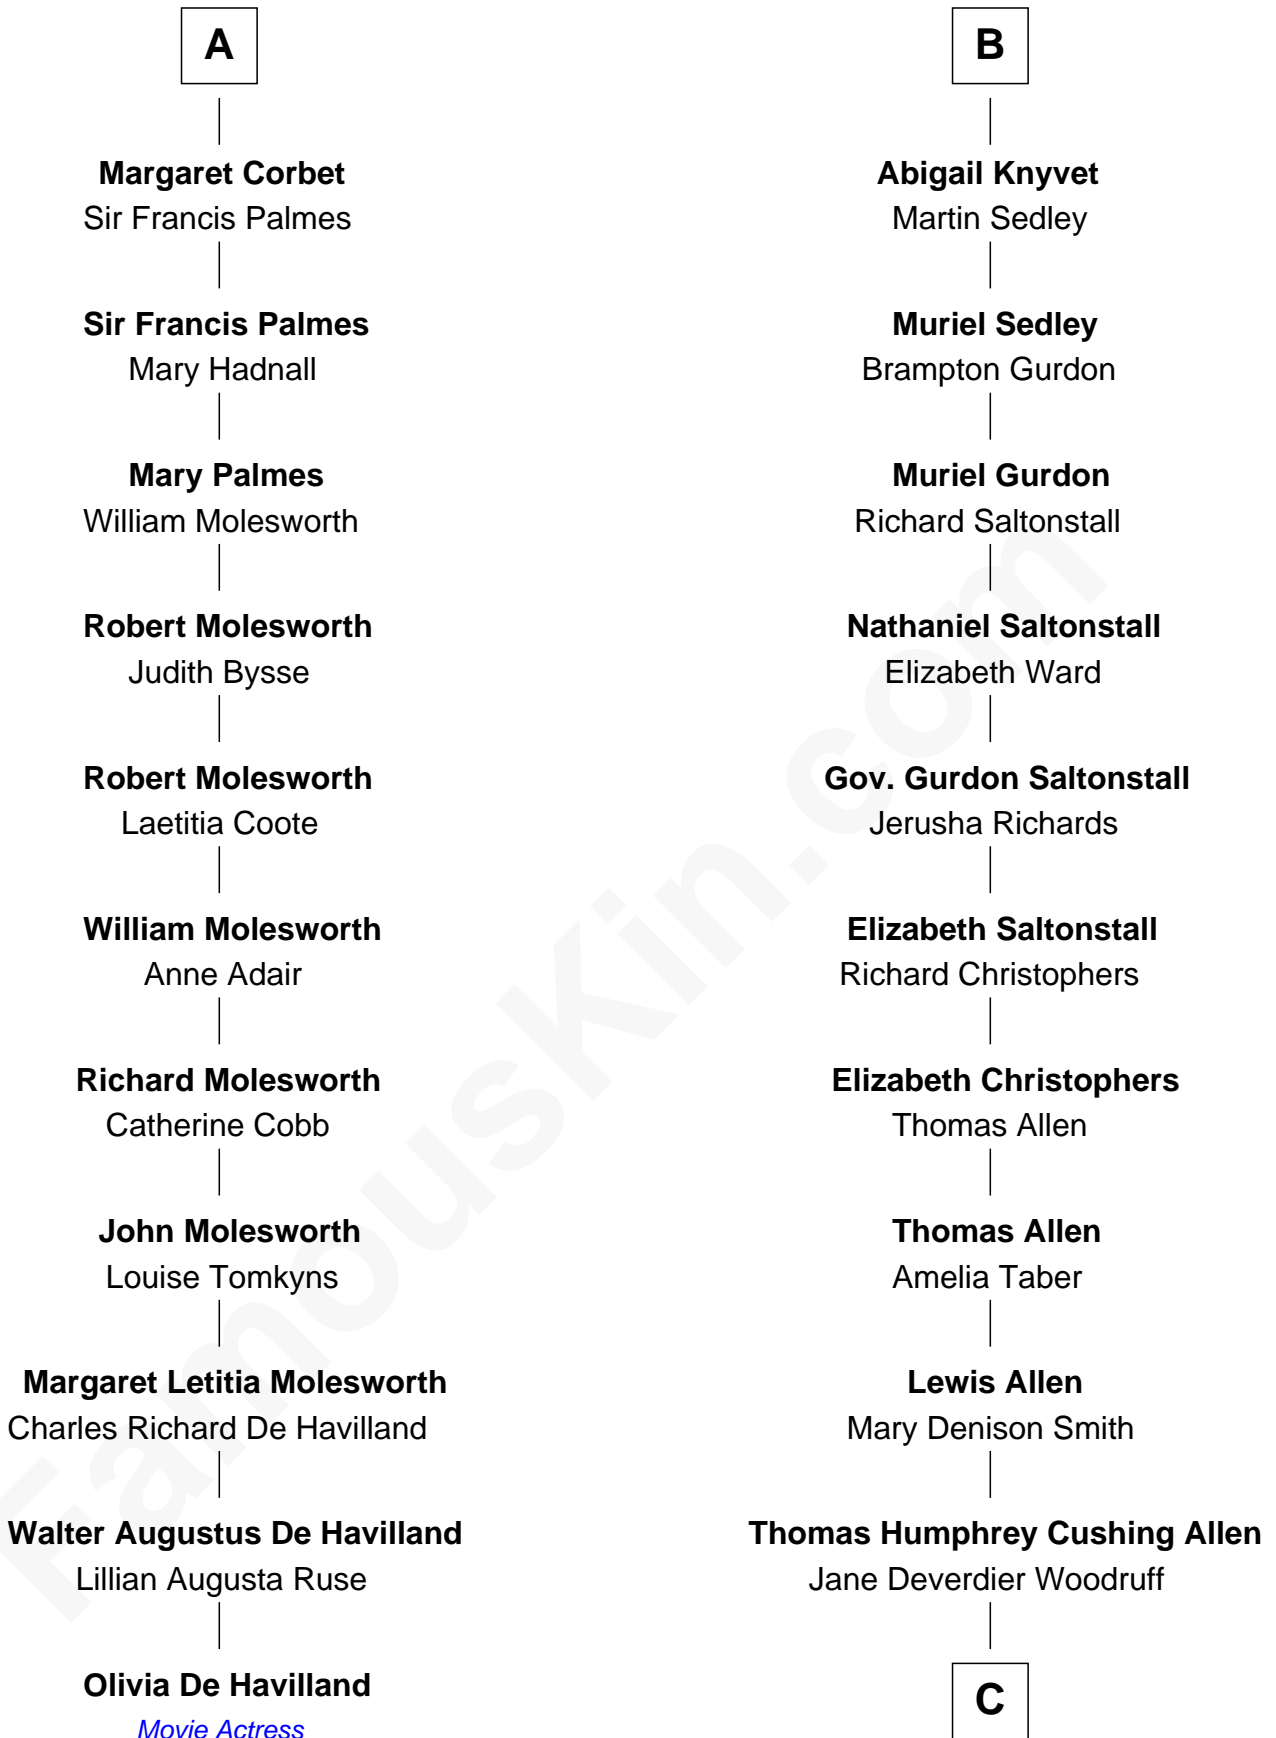 A
Margaret Corbet
Sir Francis Palmes
Sir Francis Palmes
Mary Hadnall
Mary Palmes
William Molesworth
Robert Molesworth
Judith Bysse
Robert Molesworth
Laetitia Coote
William Molesworth
Anne Adair
Richard Molesworth
Catherine Cobb
John Molesworth
Louise Tomkyns
Margaret Letitia Molesworth
Charles Richard De Havilland
Walter Augustus De Havilland
Lillian Augusta Ruse
Olivia De Havilland
Movie Actress
B
Abigail Knyvet
Martin Sedley
Muriel Sedley
Brampton Gurdon
Muriel Gurdon
Richard Saltonstall
Nathaniel Saltonstall
Elizabeth Ward
Gov. Gurdon Saltonstall
Jerusha Richards
Elizabeth Saltonstall
Richard Christophers
Elizabeth Christophers
Thomas Allen
Thomas Allen
Amelia Taber
Lewis Allen
Mary Denison Smith
Thomas Humphrey Cushing Allen
Jane Deverdier Woodruff
C
FamousKin.com